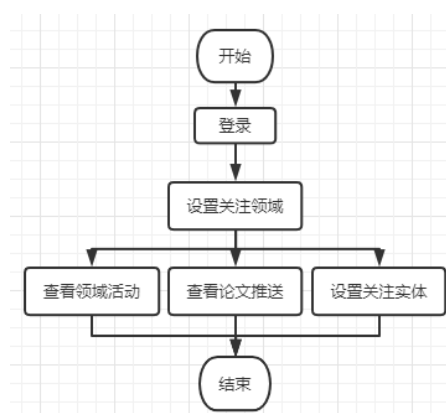 开始
登录
设置关注领域
查看领域活动
查看论文推送
设置关注实体
结束